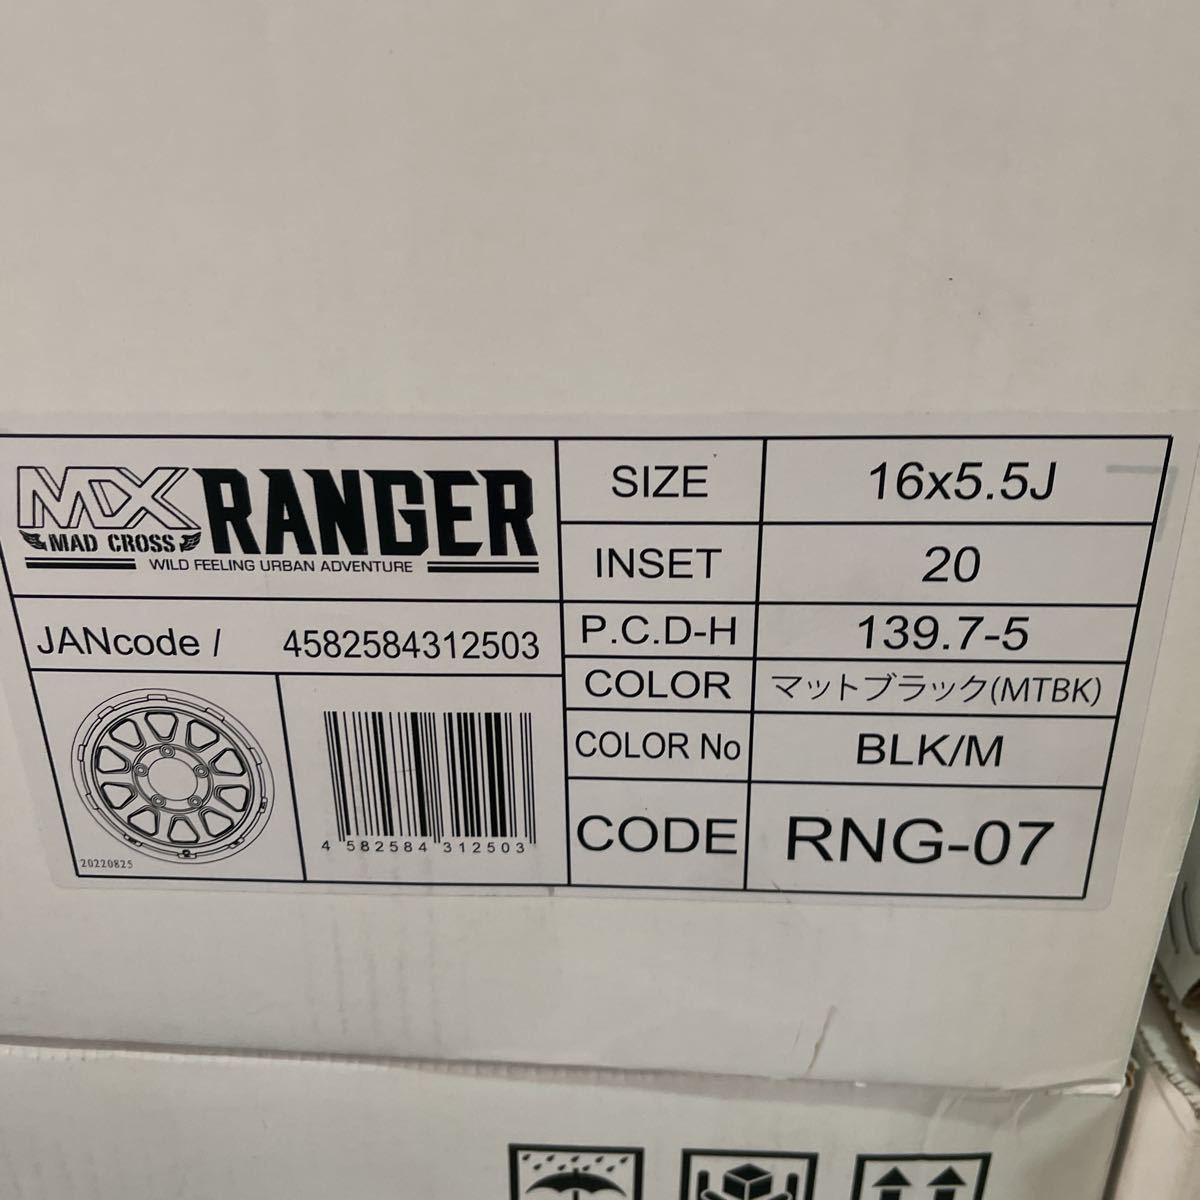 MX RANGER
MAD CROSS
WILD FEELING URBAN ADVENTURE
JANcode / 4582584312503
20220825
4 582584 312503
SIZE 16x5.5J
INSET 20
P.C.D-H 139.7-5
COLOR マットブラック(MTBK)
COLOR No BLK/M
CODE RNG-07